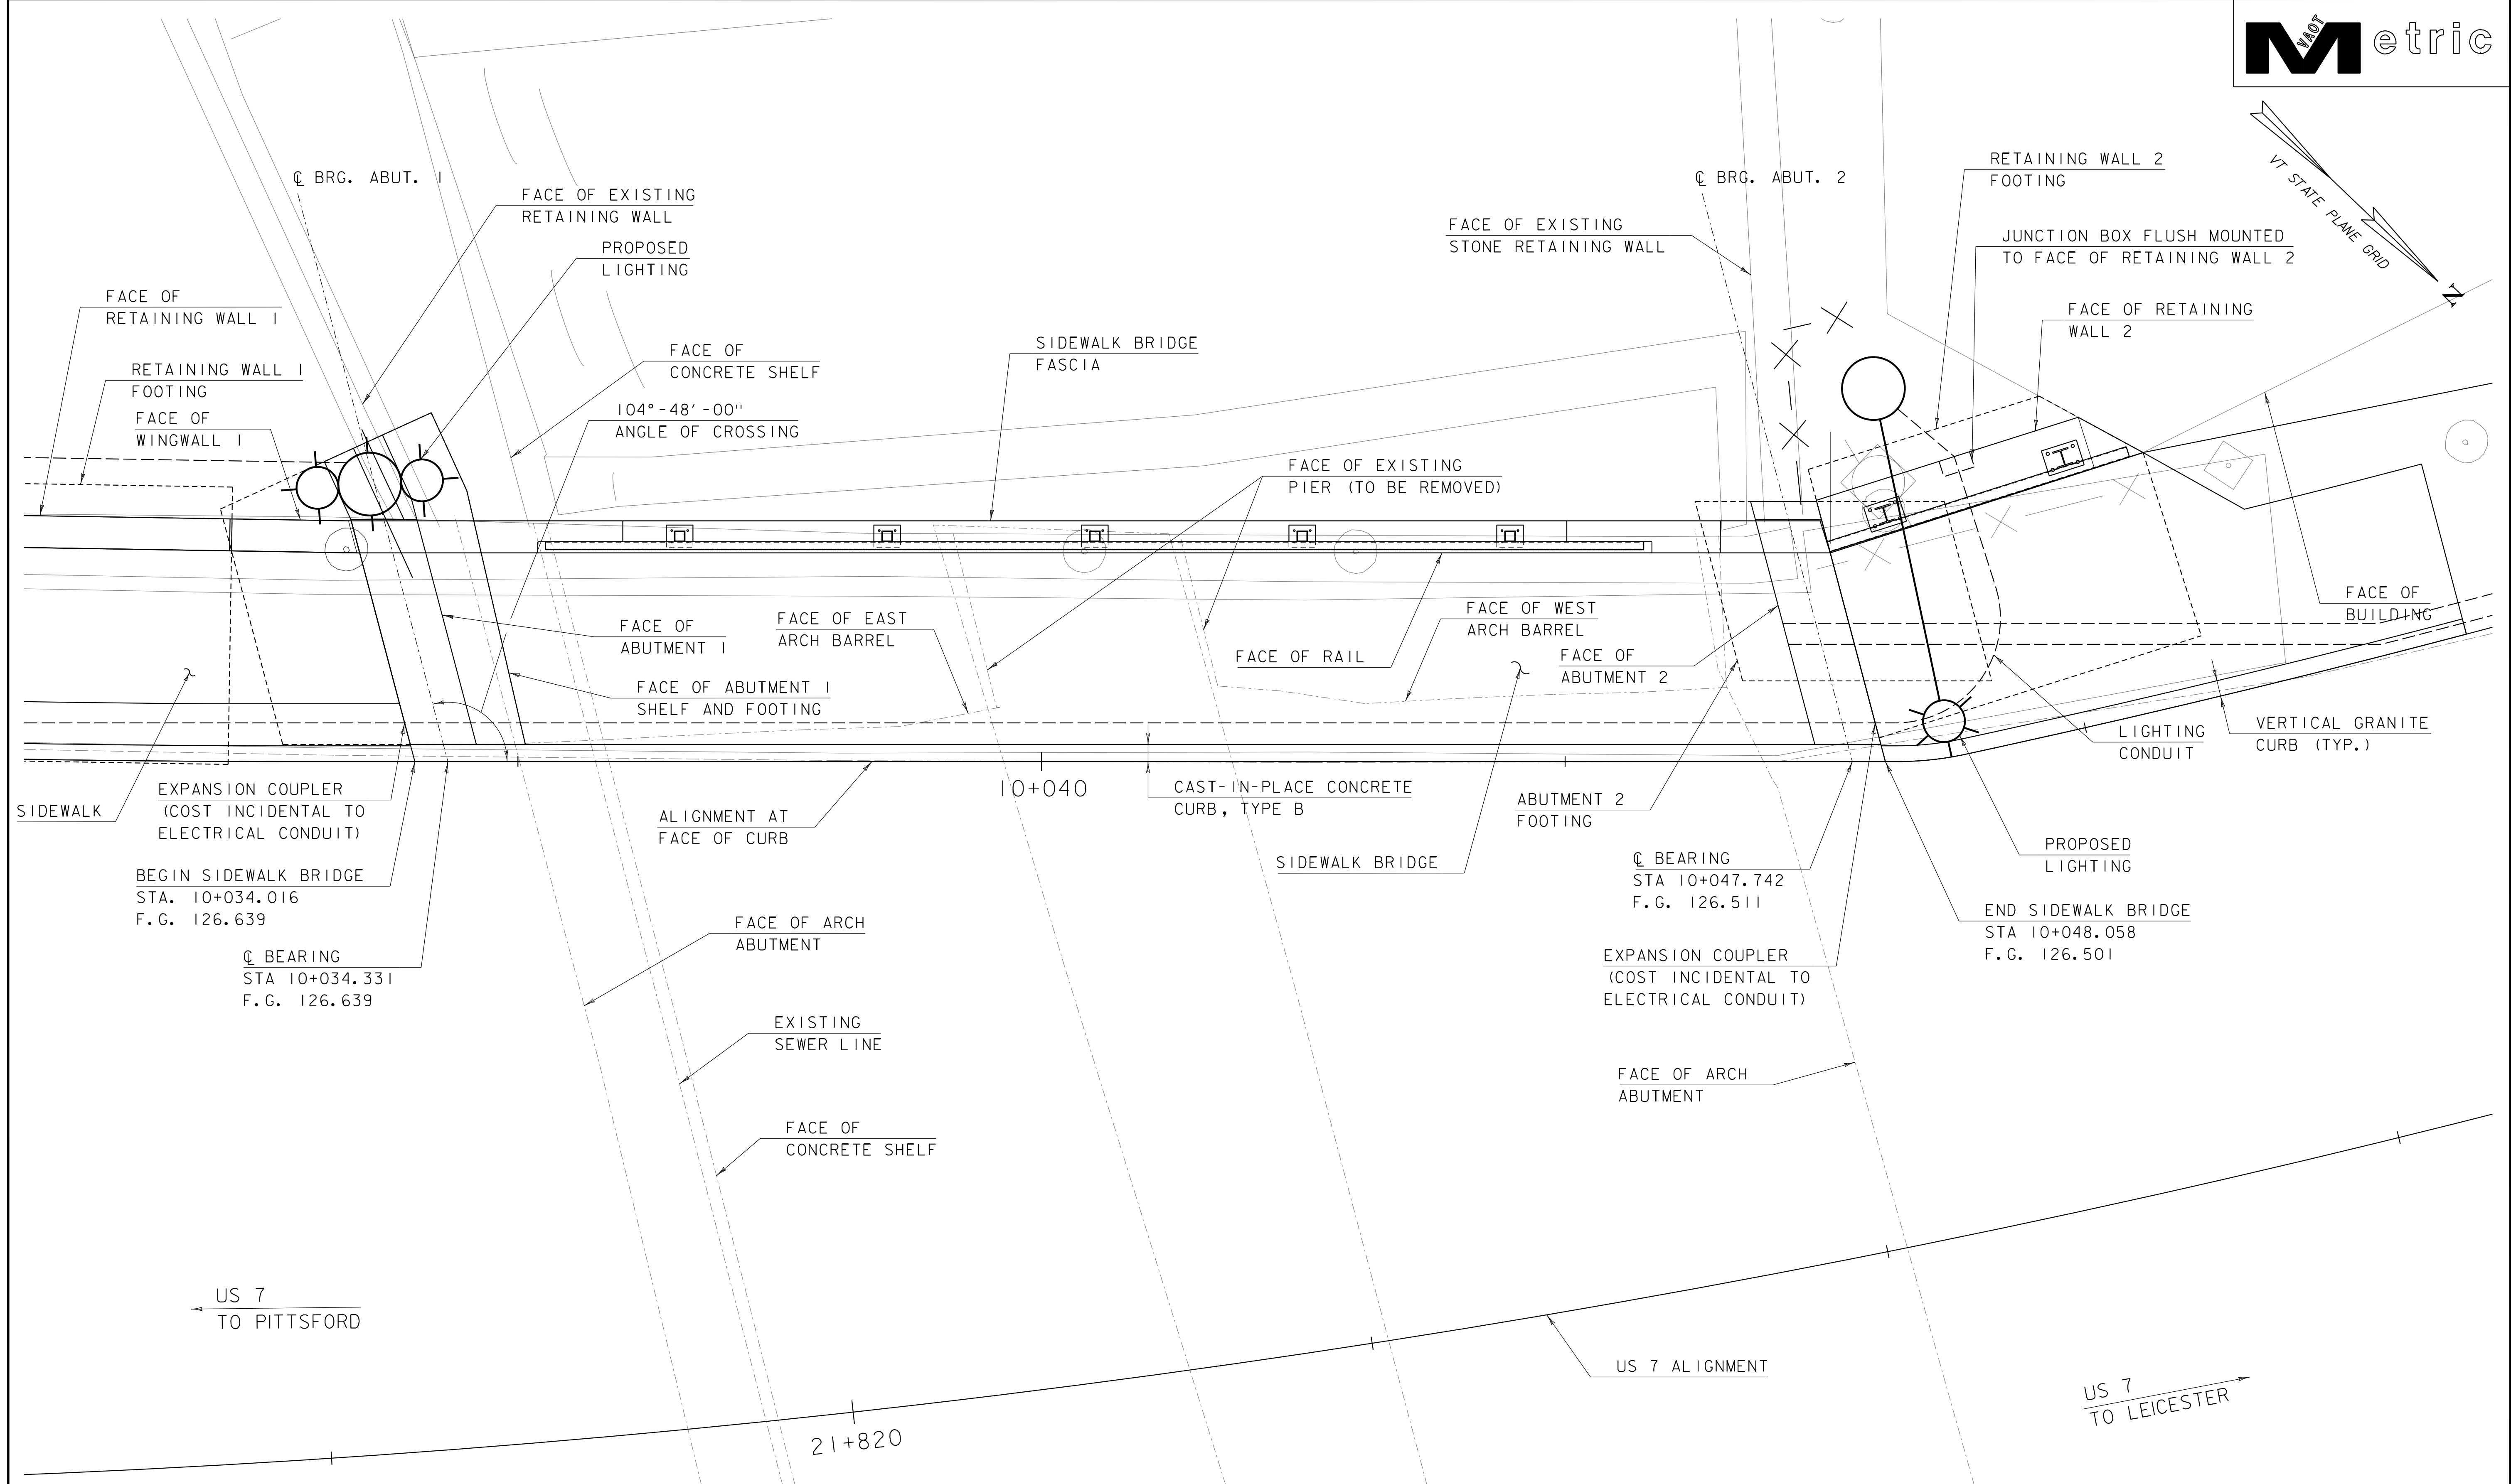 VAOT
Metric
VT STATE PLANE GRID
N
℄ BRG. ABUT. 1
FACE OF EXISTING
RETAINING WALL
PROPOSED
LIGHTING
FACE OF
RETAINING WALL 1
RETAINING WALL 1
FOOTING
FACE OF
WINGWALL 1
FACE OF
CONCRETE SHELF
104°-48'-00"
ANGLE OF CROSSING
SIDEWALK BRIDGE
FASCIA
FACE OF EXISTING
PIER (TO BE REMOVED)
℄ BRG. ABUT. 2
FACE OF EXISTING
STONE RETAINING WALL
RETAINING WALL 2
FOOTING
JUNCTION BOX FLUSH MOUNTED
TO FACE OF RETAINING WALL 2
FACE OF RETAINING
WALL 2
FACE OF
BUILDING
FACE OF
ABUTMENT 1
FACE OF EAST
ARCH BARREL
FACE OF ABUTMENT 1
SHELF AND FOOTING
FACE OF RAIL
FACE OF WEST
ARCH BARREL
FACE OF
ABUTMENT 2
VERTICAL GRANITE
CURB (TYP.)
LIGHTING
CONDUIT
SIDEWALK
EXPANSION COUPLER
(COST INCIDENTAL TO
ELECTRICAL CONDUIT)
BEGIN SIDEWALK BRIDGE
STA. 10+034.016
F.G. 126.639
℄ BEARING
STA 10+034.331
F.G. 126.639
ALIGNMENT AT
FACE OF CURB
10+040
CAST-IN-PLACE CONCRETE
CURB, TYPE B
SIDEWALK BRIDGE
ABUTMENT 2
FOOTING
℄ BEARING
STA 10+047.742
F.G. 126.511
PROPOSED
LIGHTING
END SIDEWALK BRIDGE
STA 10+048.058
F.G. 126.501
EXPANSION COUPLER
(COST INCIDENTAL TO
ELECTRICAL CONDUIT)
FACE OF ARCH
ABUTMENT
EXISTING
SEWER LINE
FACE OF
CONCRETE SHELF
FACE OF ARCH
ABUTMENT
US 7
TO PITTSFORD
21+820
US 7 ALIGNMENT
US 7
TO LEICESTER